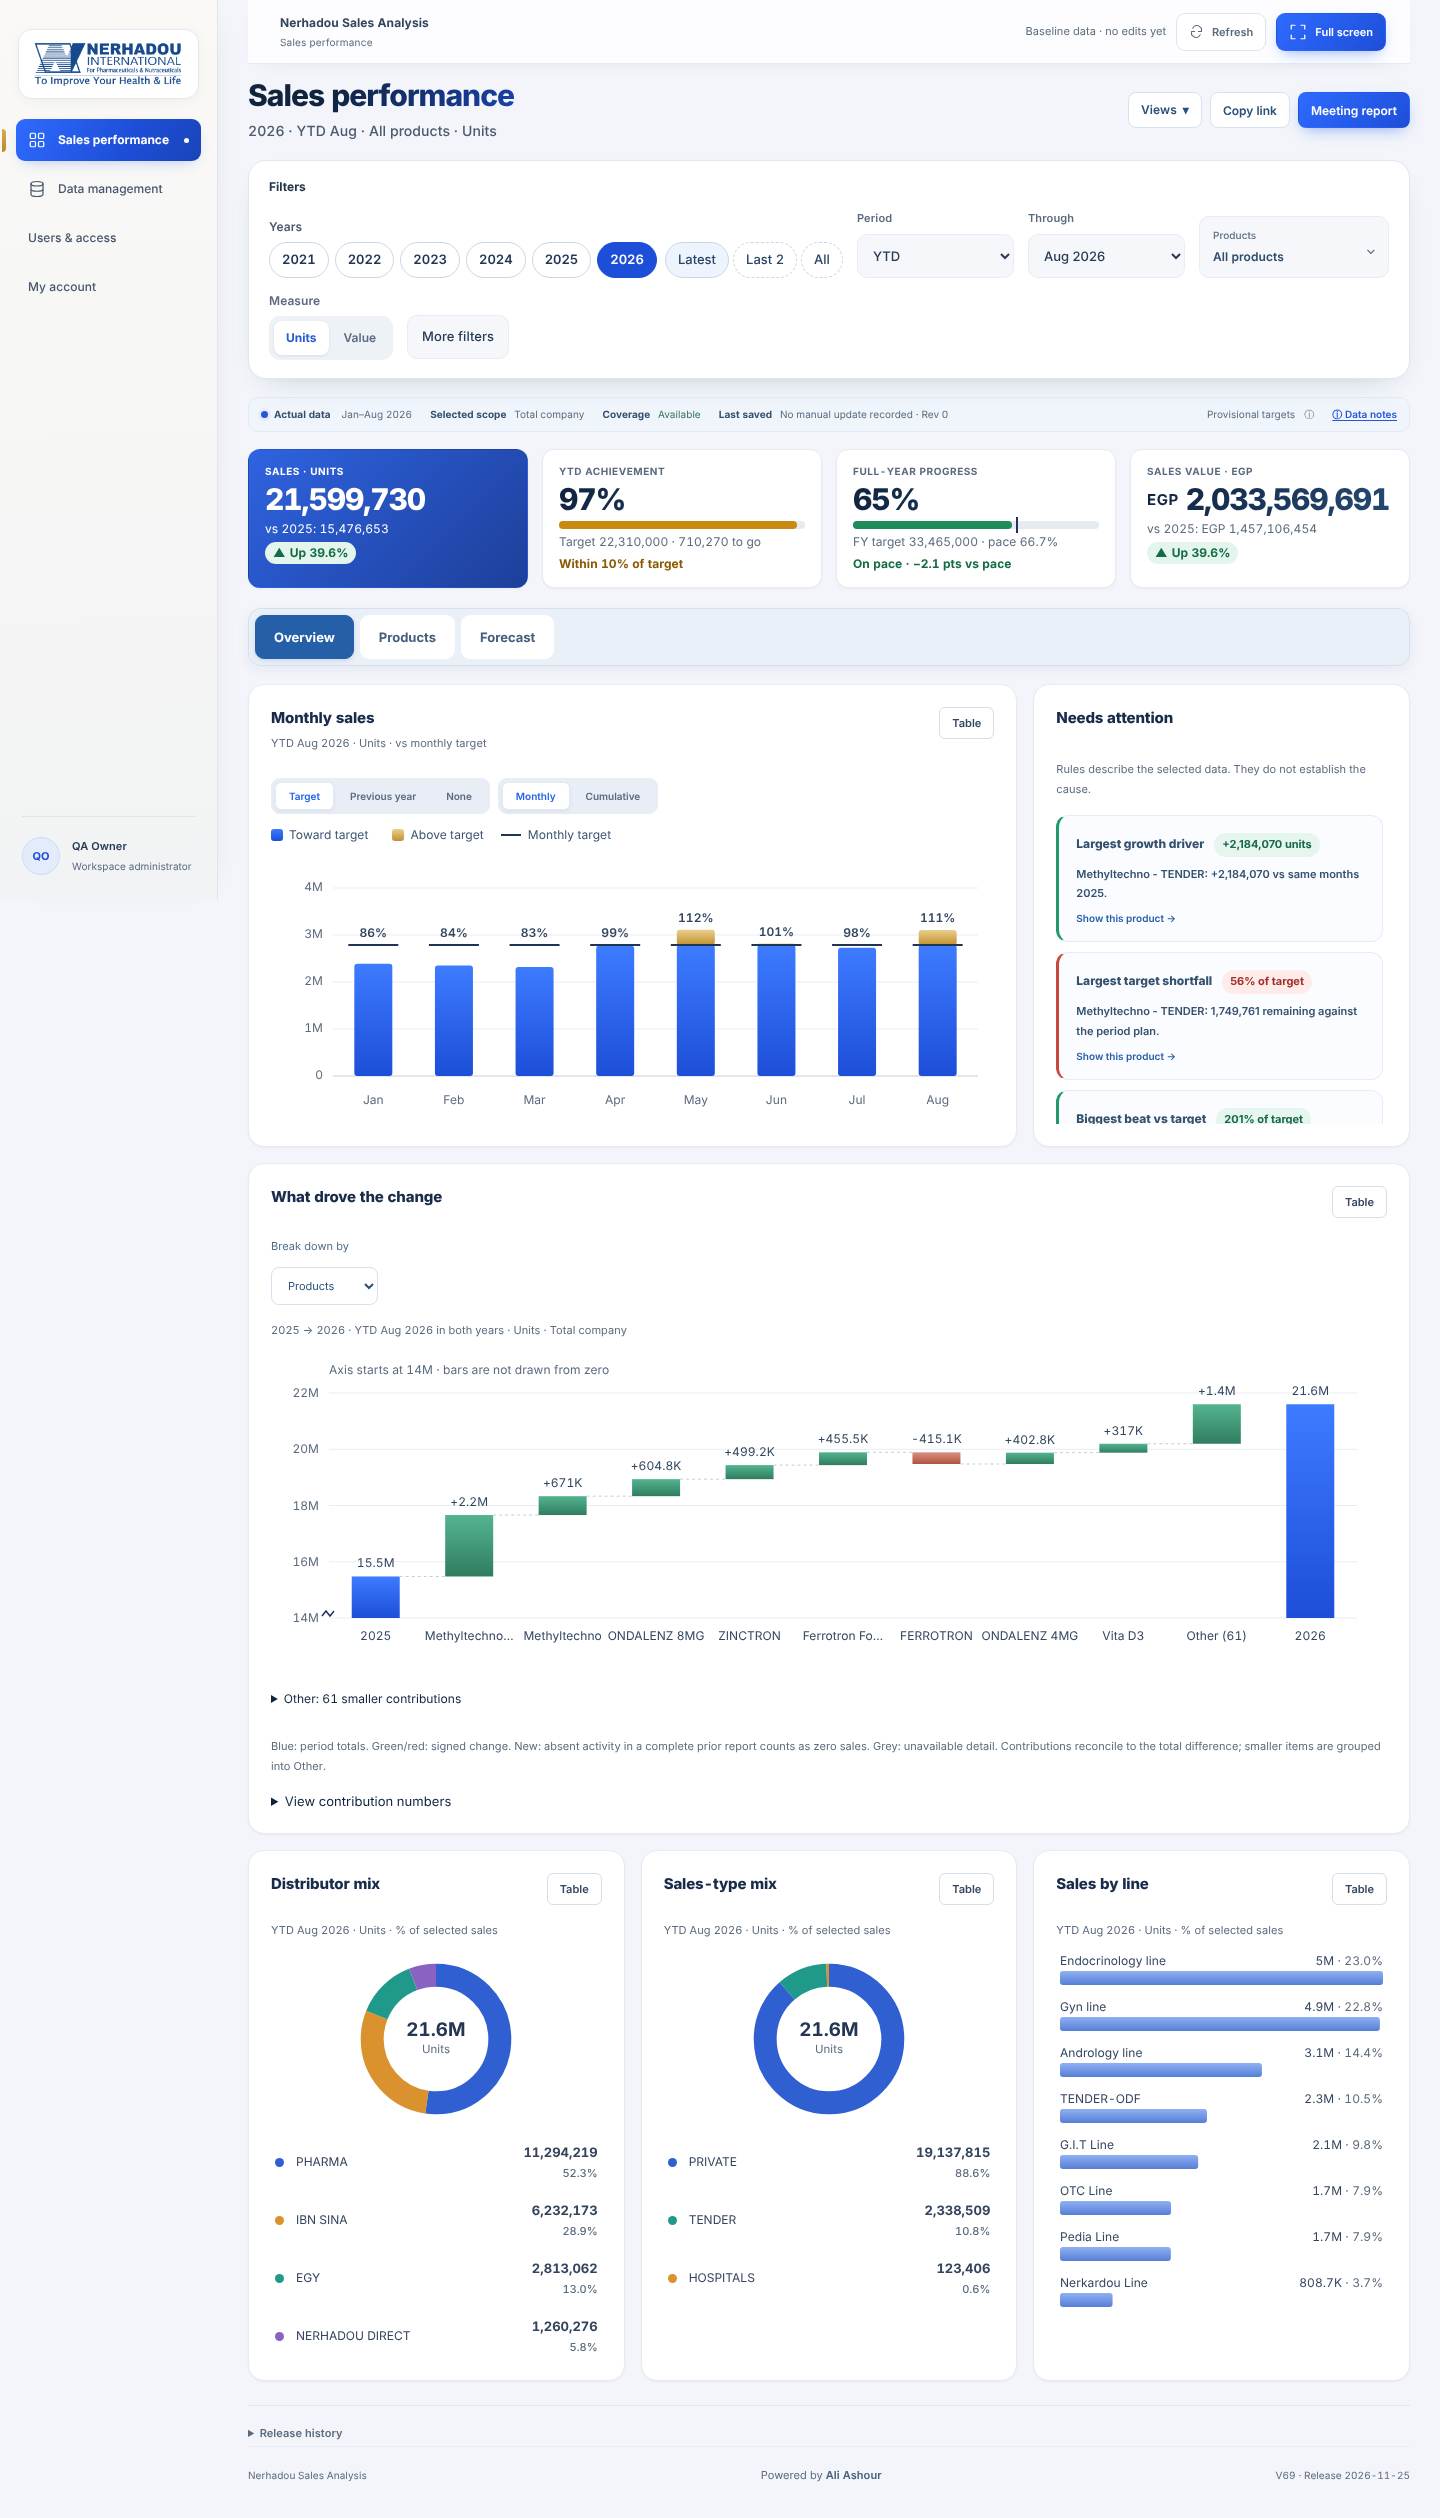 NERHADOU
INTERNATIONAL
For Pharmaceuticals & Nutraceuticals
To Improve Your Health & Life
Sales performance
Data management
Users & access
My account
QO
QA Owner
Workspace administrator
Nerhadou Sales Analysis
Sales performance
Baseline data · no edits yet
Refresh
Full screen
Sales performance
2026 · YTD Aug · All products · Units
Views ▾
Copy link
Meeting report
Filters
Years
2021 2022 2023 2024 2025 2026 Latest Last 2 All
Period
YTD
Through
Aug 2026
Products
All products
Measure
Units Value
More filters
Actual data Jan–Aug 2026 Selected scope Total company Coverage Available Last saved No manual update recorded · Rev 0
Provisional targets ⓘ ⓘ Data notes
SALES · UNITS
21,599,730
vs 2025: 15,476,653
▲ Up 39.6%
YTD ACHIEVEMENT
97%
Target 22,310,000 · 710,270 to go
Within 10% of target
FULL-YEAR PROGRESS
65%
FY target 33,465,000 · pace 66.7%
On pace · −2.1 pts vs pace
SALES VALUE · EGP
EGP 2,033,569,691
vs 2025: EGP 1,457,106,454
▲ Up 39.6%
Overview Products Forecast
Monthly sales
Table
YTD Aug 2026 · Units · vs monthly target
Target Previous year None Monthly Cumulative
Toward target Above target Monthly target
4M
3M
2M
1M
0
86% 84% 83% 99% 112% 101% 98% 111%
Jan Feb Mar Apr May Jun Jul Aug
Needs attention
Rules describe the selected data. They do not establish the
cause.
Largest growth driver +2,184,070 units
Methyltechno - TENDER: +2,184,070 vs same months
2025.
Show this product →
Largest target shortfall 56% of target
Methyltechno - TENDER: 1,749,761 remaining against
the period plan.
Show this product →
Biggest beat vs target 201% of target
What drove the change
Table
Break down by
Products
2025 → 2026 · YTD Aug 2026 in both years · Units · Total company
Axis starts at 14M · bars are not drawn from zero
22M
20M
18M
16M
14M
15.5M +2.2M +671K +604.8K +499.2K +455.5K -415.1K +402.8K +317K +1.4M 21.6M
2025 Methyltechno... Methyltechno ONDALENZ 8MG ZINCTRON Ferrotron Fo... FERROTRON ONDALENZ 4MG Vita D3 Other (61) 2026
▶ Other: 61 smaller contributions
Blue: period totals. Green/red: signed change. New: absent activity in a complete prior report counts as zero sales. Grey: unavailable detail. Contributions reconcile to the total difference; smaller items are grouped
into Other.
▶ View contribution numbers
Distributor mix
Table
YTD Aug 2026 · Units · % of selected sales
21.6M
Units
PHARMA 11,294,219
52.3%
IBN SINA 6,232,173
28.9%
EGY 2,813,062
13.0%
NERHADOU DIRECT 1,260,276
5.8%
Sales-type mix
Table
YTD Aug 2026 · Units · % of selected sales
21.6M
Units
PRIVATE 19,137,815
88.6%
TENDER 2,338,509
10.8%
HOSPITALS 123,406
0.6%
Sales by line
Table
YTD Aug 2026 · Units · % of selected sales
Endocrinology line 5M · 23.0%
Gyn line 4.9M · 22.8%
Andrology line 3.1M · 14.4%
TENDER-ODF 2.3M · 10.5%
G.I.T Line 2.1M · 9.8%
OTC Line 1.7M · 7.9%
Pedia Line 1.7M · 7.9%
Nerkardou Line 808.7K · 3.7%
▶ Release history
Nerhadou Sales Analysis
Powered by Ali Ashour
V69 · Release 2026-11-25